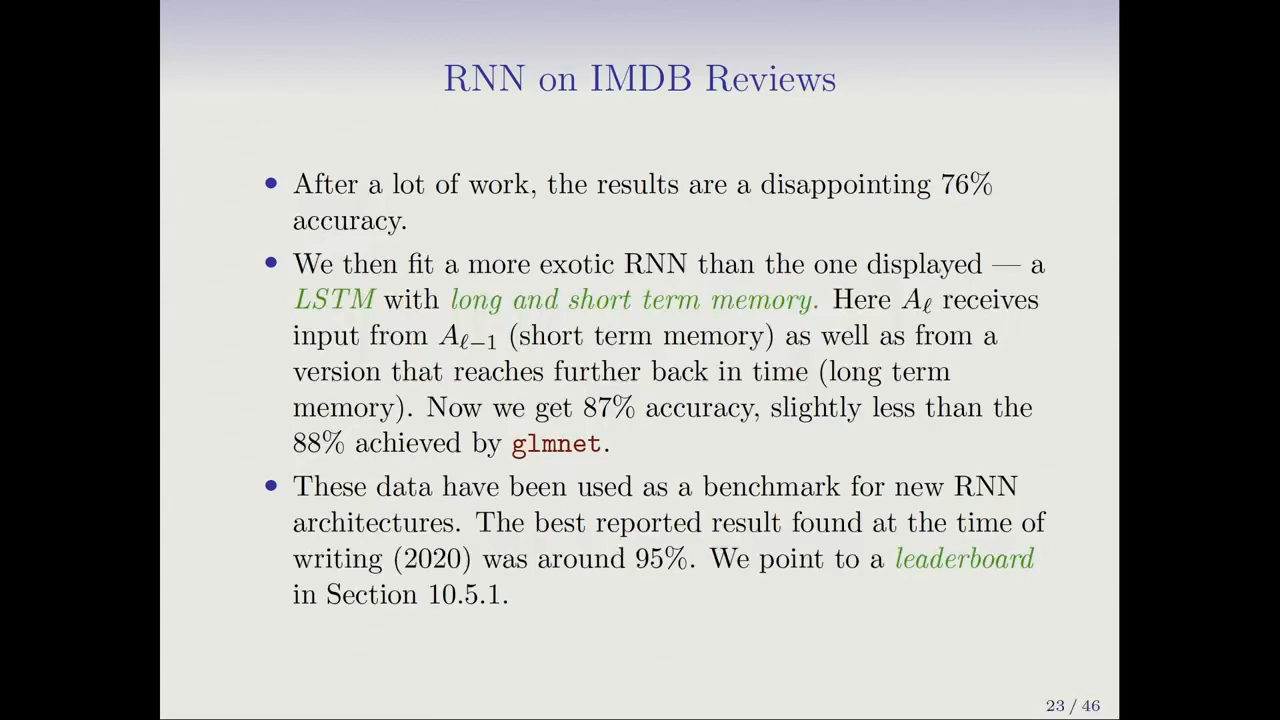 RNN on IMDB Reviews
• After a lot of work, the results are a disappointing 76%
accuracy.
• We then fit a more exotic RNN than the one displayed — a
LSTM with long and short term memory. Here Aℓ receives
input from Aℓ−1 (short term memory) as well as from a
version that reaches further back in time (long term
memory). Now we get 87% accuracy, slightly less than the
88% achieved by glmnet.
• These data have been used as a benchmark for new RNN
architectures. The best reported result found at the time of
writing (2020) was around 95%. We point to a leaderboard
in Section 10.5.1.
23 / 46